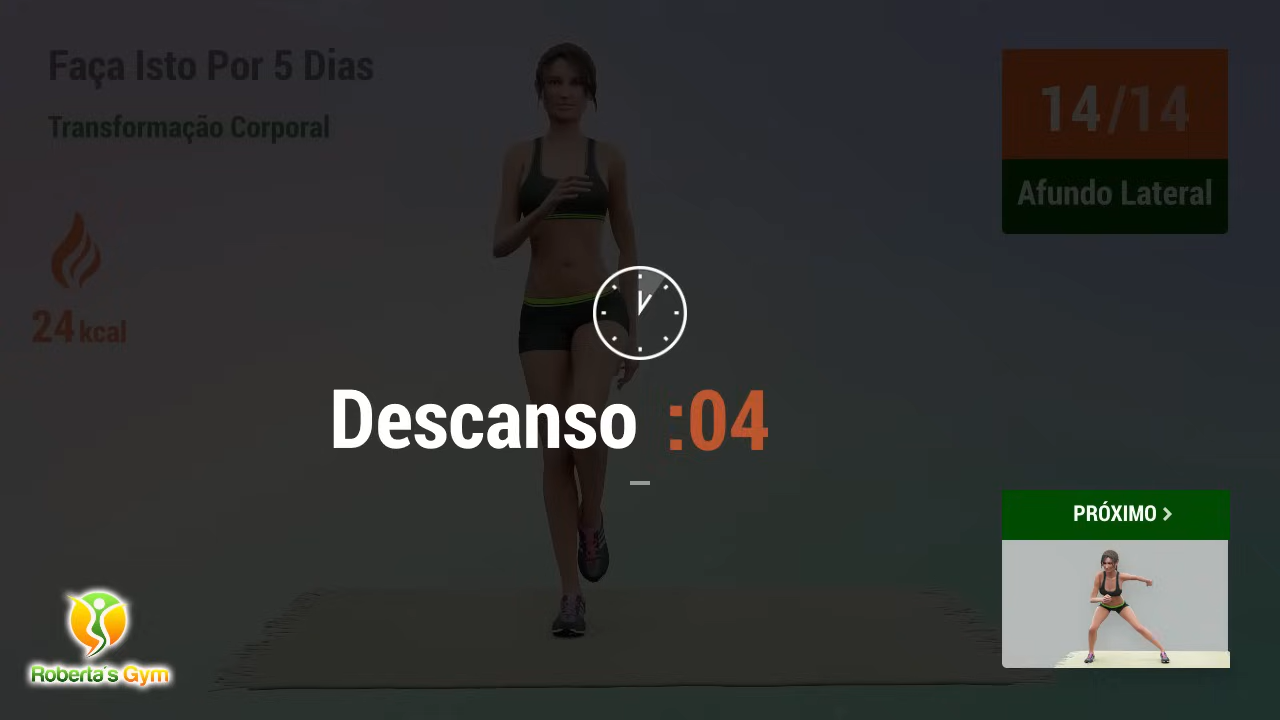 Faça Isto Por 5 Dias
Transformação Corporal
14/14
Afundo Lateral
24 kcal
Descanso :04
PRÓXIMO >
Roberta's Gym